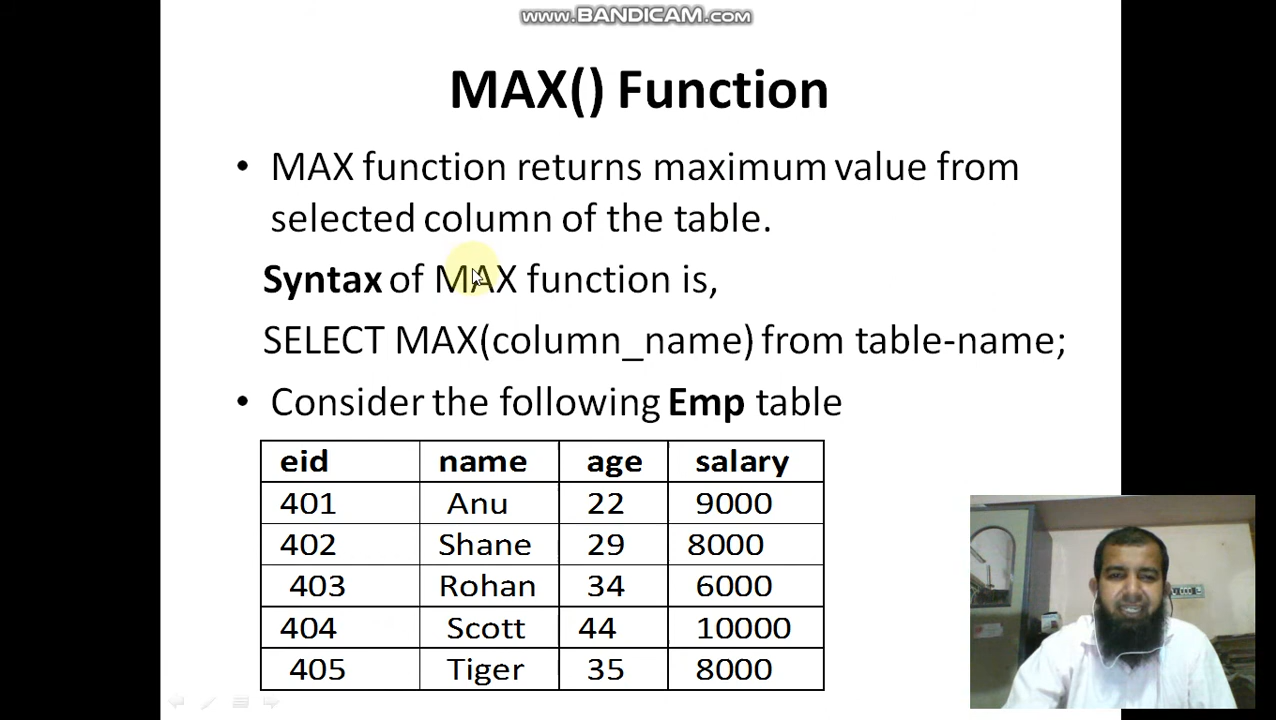 www.BANDICAM.com
MAX() Function
• MAX function returns maximum value from
selected column of the table.
Syntax of MAX function is,
SELECT MAX(column_name) from table-name;
• Consider the following Emp table
eid name age salary
401 Anu 22 9000
402 Shane 29 8000
403 Rohan 34 6000
404 Scott 44 10000
405 Tiger 35 8000